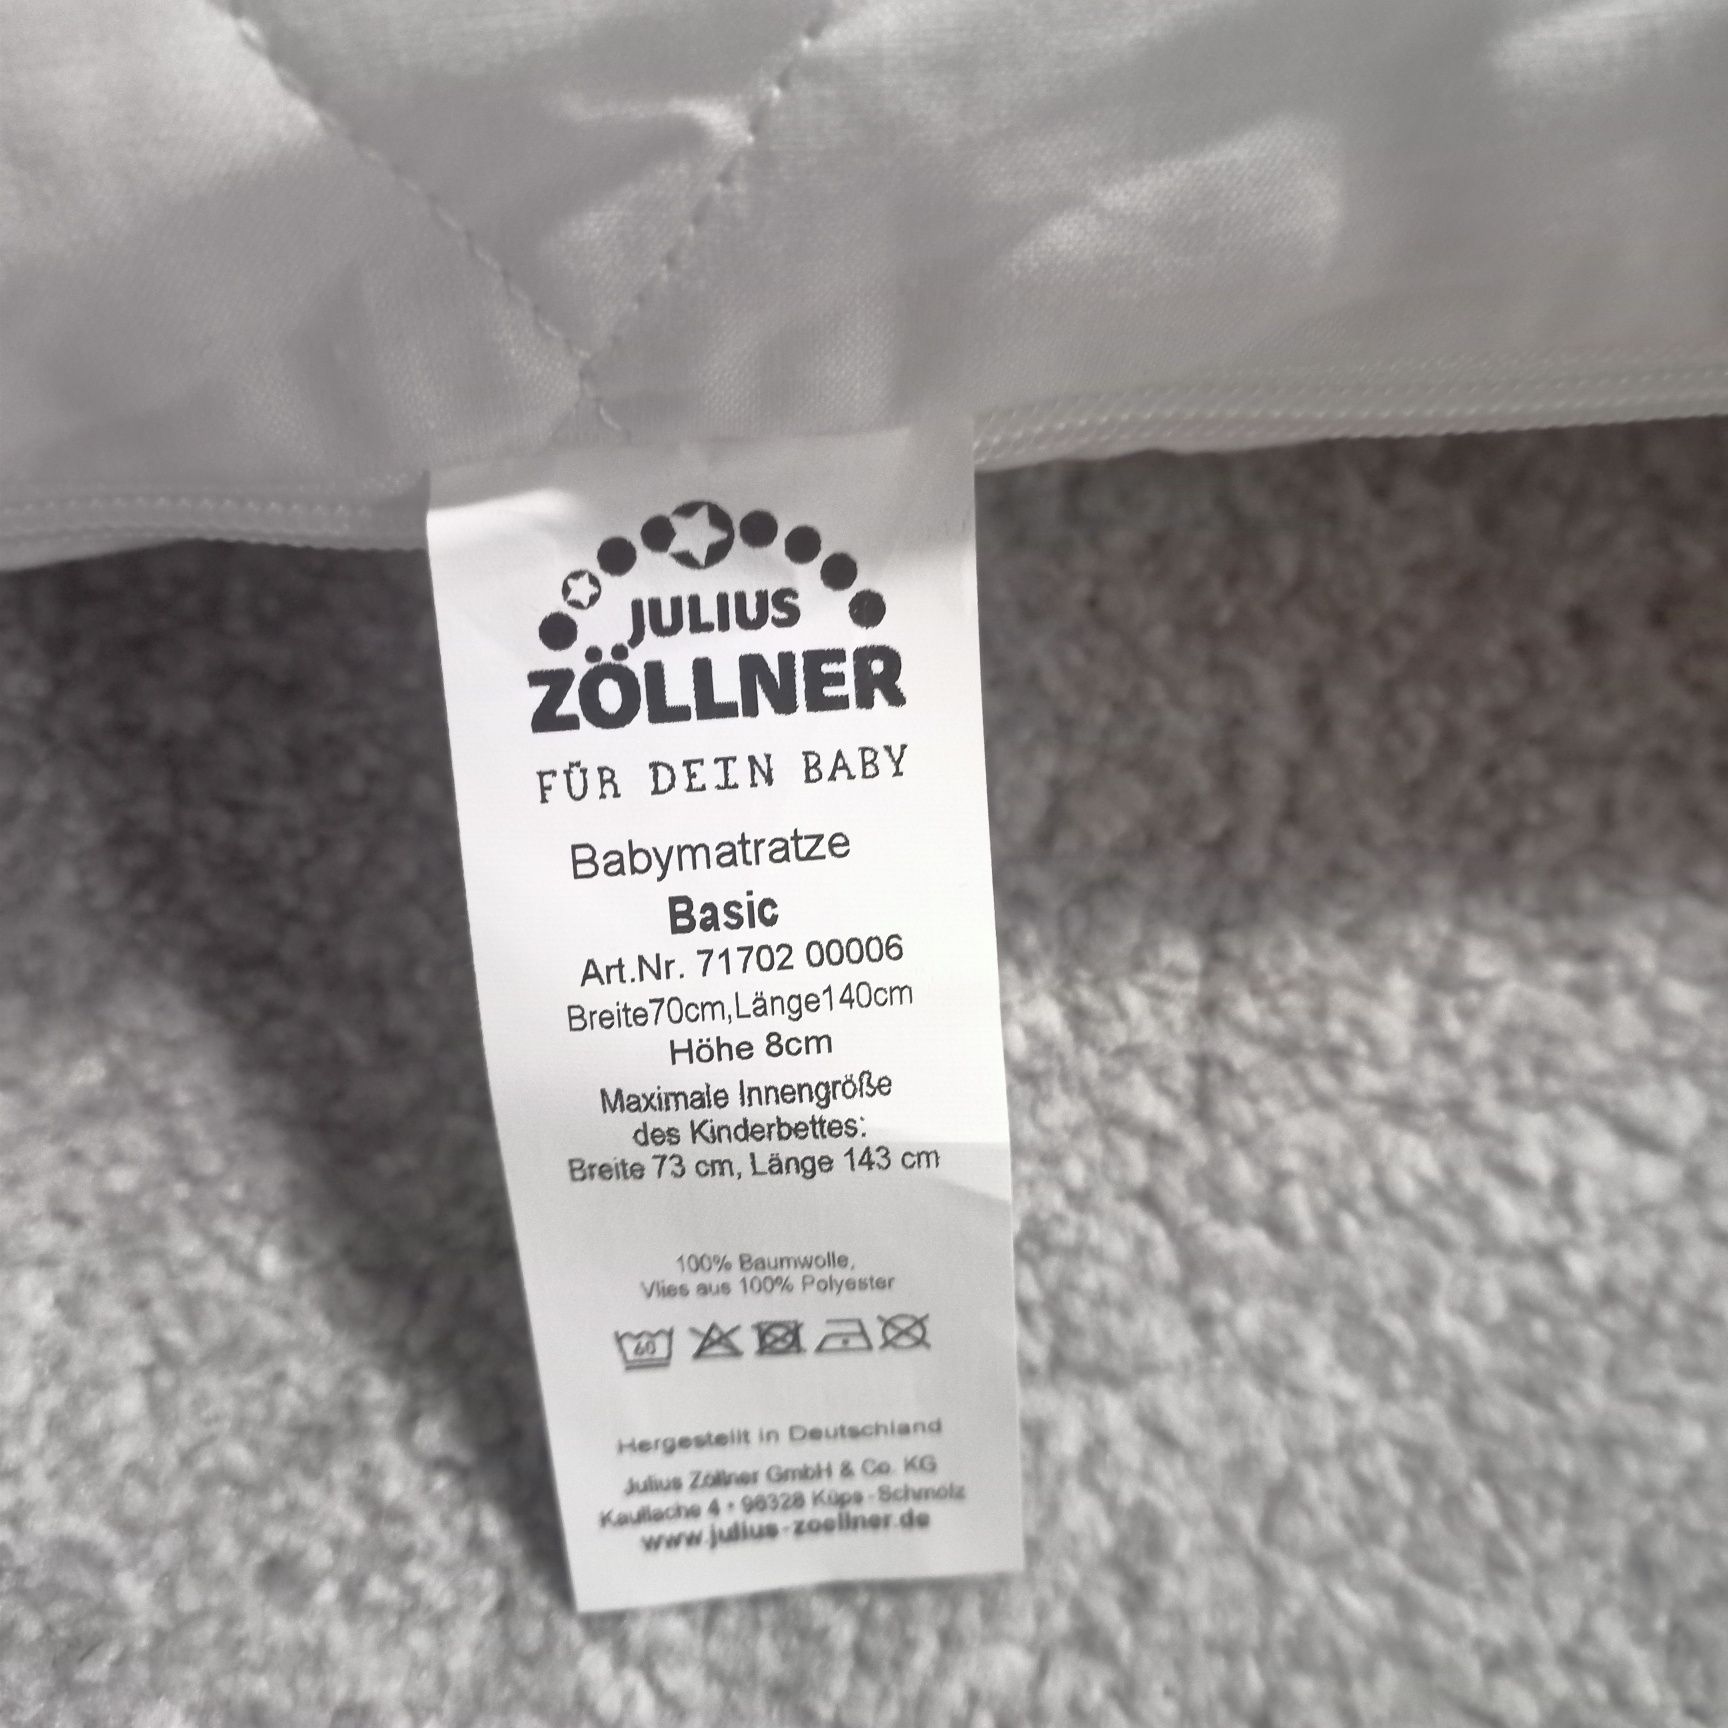 JULIUS
ZÖLLNER
FÜR DEIN BABY
Babymatratze
Basic
Art.Nr. 71702 00006
Breite70cm,Länge140cm
Höhe 8cm
Maximale Innengröße
des Kinderbettes:
Breite 73 cm, Länge 143 cm
100% Baumwolle,
Vlies aus 100% Polyester
60
Hergestellt in Deutschland
Julius Zöllner GmbH & Co. KG
Kaullache 4 • 96328 Küps-Schmölz
www.julius-zoellner.de